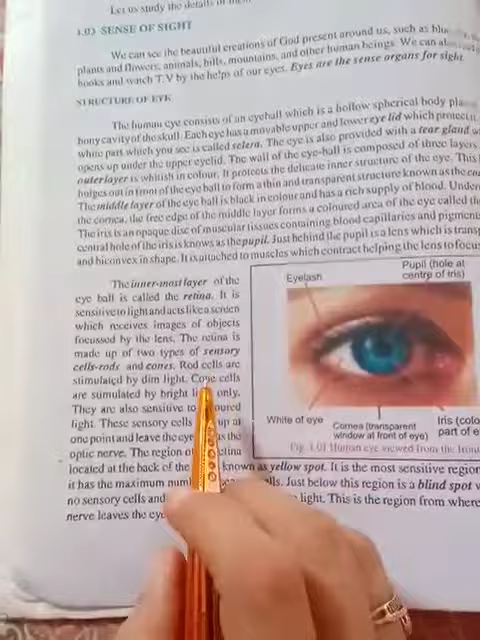 Let us study the details of
1.03 SENSE OF SIGHT
We can see the beautiful creations of God present around us, such as
plants and flowers, animals, hills, mountains, and other human beings. We can
books and watch T.V by the helps of our eyes. Eyes are the sense organs for sight.
STRUCTURE OF EYE
The human eye consists of an eyeball which is a hollow spherical body
bony cavity of the skull. Each eye has a movable upper and lower eye lid which
white part which you see is called sclera. The eye is also provided with a tear gland
opens up under the upper eyelid. The wall of the eye-ball is composed of three layers
outer layer is whitish in colour. It protects the delicate inner structure of the eye. This
bulges out in front of the eye ball to form a thin and transparent structure known as the
The middle layer of the eye ball is black in colour and has a rich supply of blood. Under
the cornea, the free edge of the middle layer forms a coloured area of the eye called
The iris is an opaque disc of muscular tissues containing blood capillaries and
central hole of the iris is known as the pupil. Just behind the pupil is a lens which is
and biconvex in shape. It is attached to muscles which contract helping the lens to
The inner-most layer of the
eye ball is called the retina. It is
sensitive to light and acts like a screen
which receives images of objects
focussed by the lens. The retina is
made up of two types of sensory
cells-rods and cones. Rod cells are
stimulated by dim light. Cone cells
are stimulated by bright only.
They are also sensitive to
light. These sensory cells up at
one point and leave the eye the
optic nerve. The region
located at the back of the known as yellow spot. It is the most sensitive region
it has the maximum Just below this region is a blind spot
no sensory cells and light. This is the region from where
nerve leaves the
Eyelash
Pupil (hole at
centre of iris)
White of eye
Cornea (transparent
window at front of eye)
Iris
part of
Fig. 1.01 Human eye viewed from the